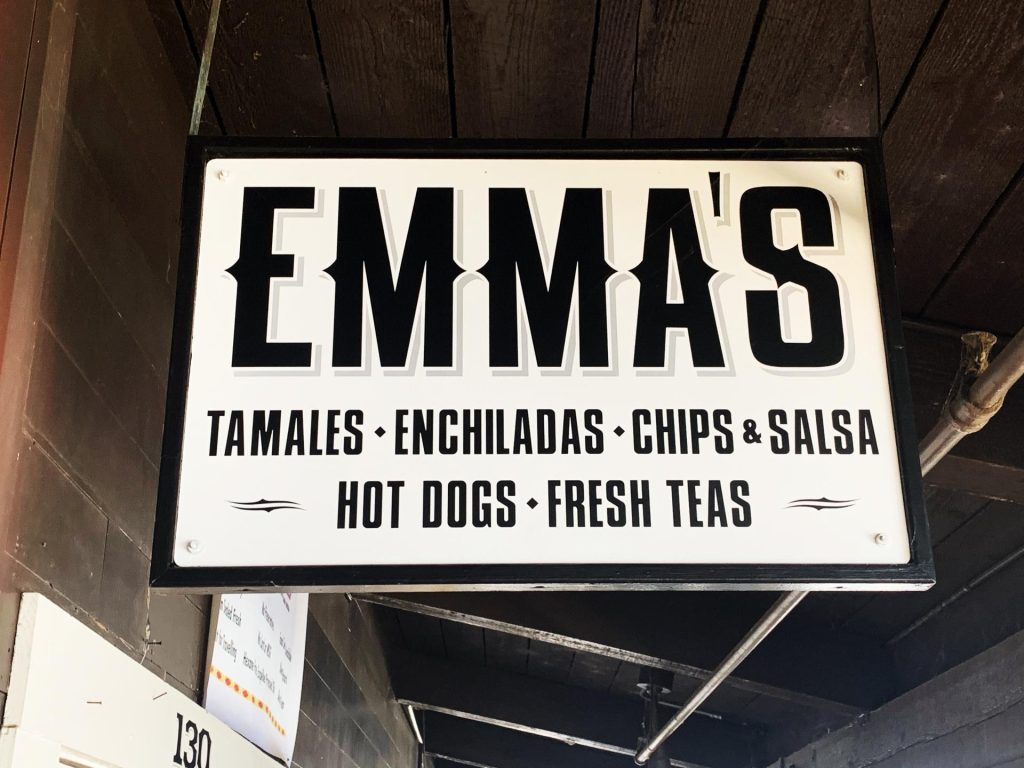 EMMA'S
TAMALES • ENCHILADAS • CHIPS & SALSA
HOT DOGS • FRESH TEAS
130